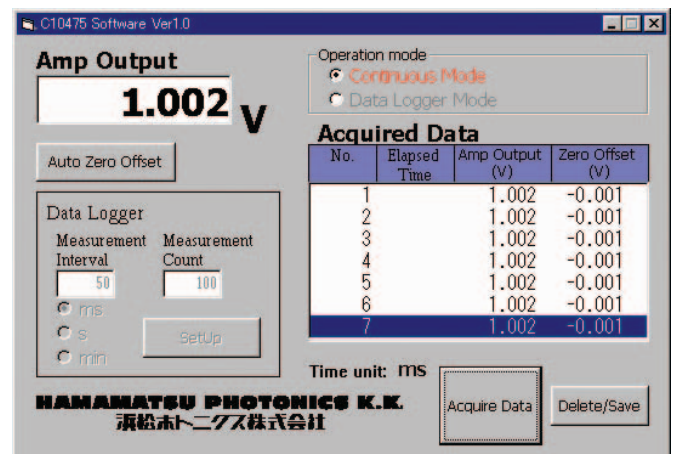 C10475 Software Ver1.0
Amp Output
1.002 V
Auto Zero Offset
Operation mode
Continuous Mode
Data Logger Mode
Acquired Data
No. Elapsed Time Amp Output (V) Zero Offset (V)
1 1.002 -0.001
2 1.002 -0.001
3 1.002 -0.001
4 1.002 -0.001
5 1.002 -0.001
6 1.002 -0.001
7 1.002 -0.001
Data Logger
Measurement Interval
Measurement Count
50
100
ms
s
min
SetUp
Time unit: ms
Acquire Data
Delete/Save
HAMAMATSU PHOTONICS K.K.
浜松ホトニクス株式会社